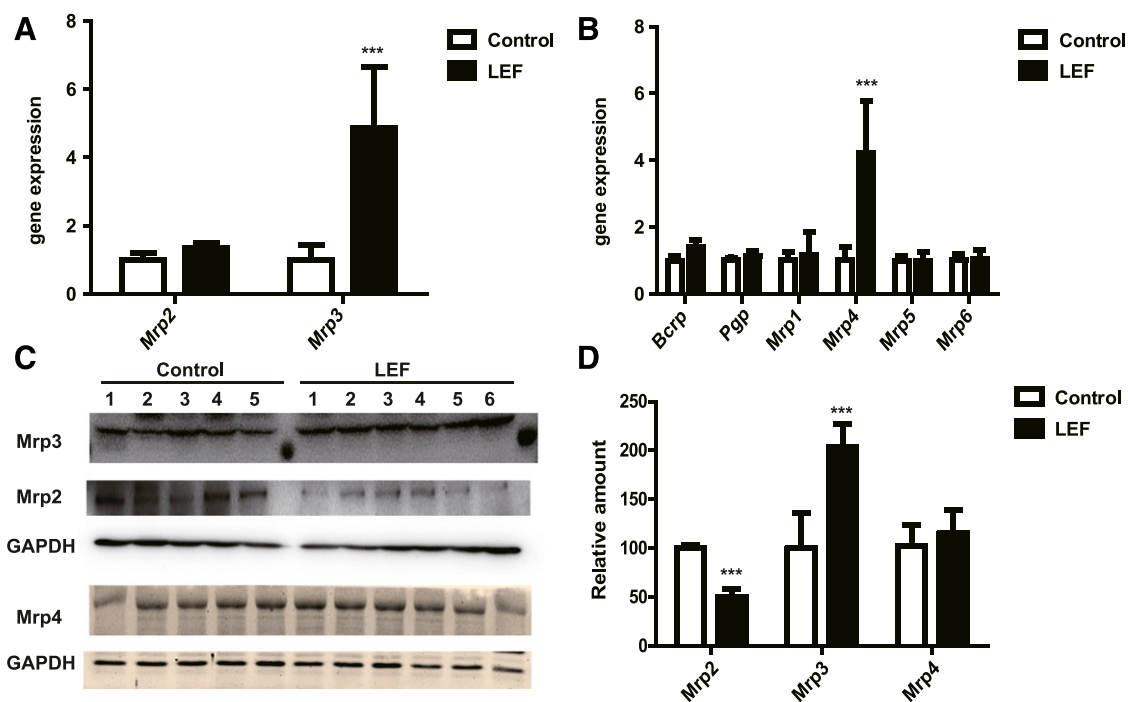 A
8
6
4
2
0
gene expression
***
Control
LEF
Mrp2
Mrp3
B
8
6
4
2
0
gene expression
***
Control
LEF
Bcrp
Pgp
Mrp1
Mrp4
Mrp5
Mrp6
C
Control LEF
1 2 3 4 5 1 2 3 4 5 6
Mrp3
Mrp2
GAPDH
Mrp4
GAPDH
D
250
200
150
100
50
0
Relative amount
***
***
Control
LEF
Mrp2
Mrp3
Mrp4